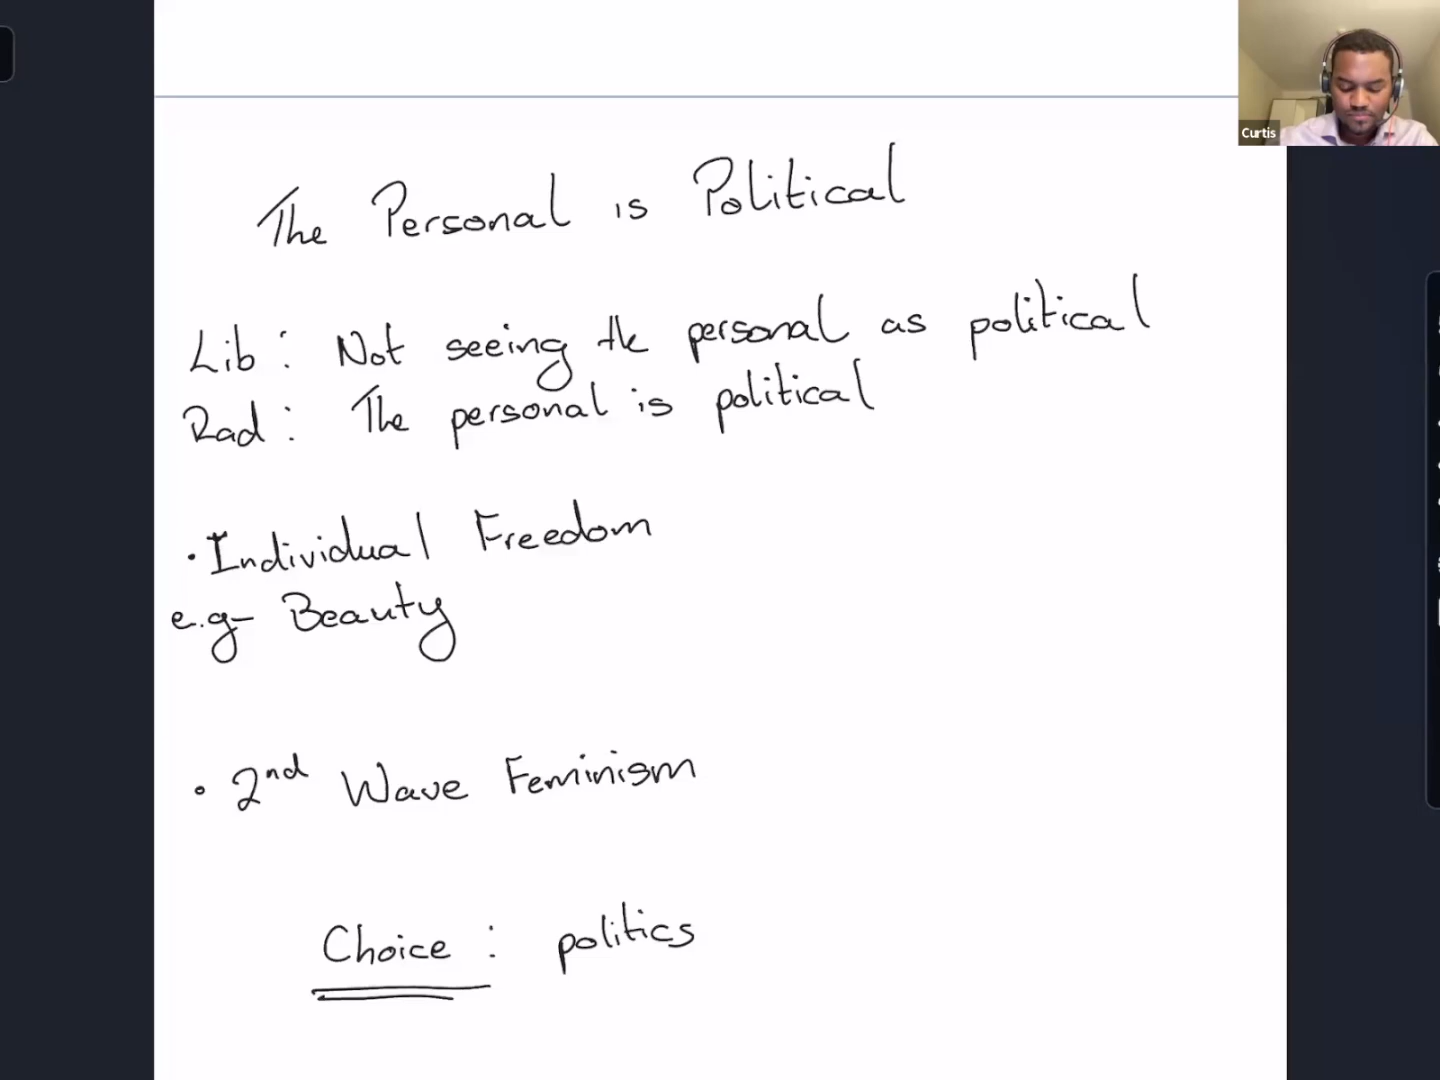 Curtis
The Personal is Political
Lib: Not seeing the personal as political
Rad: The personal is political
• Individual Freedom
e.g- Beauty
• 2nd Wave Feminism
Choice: politics